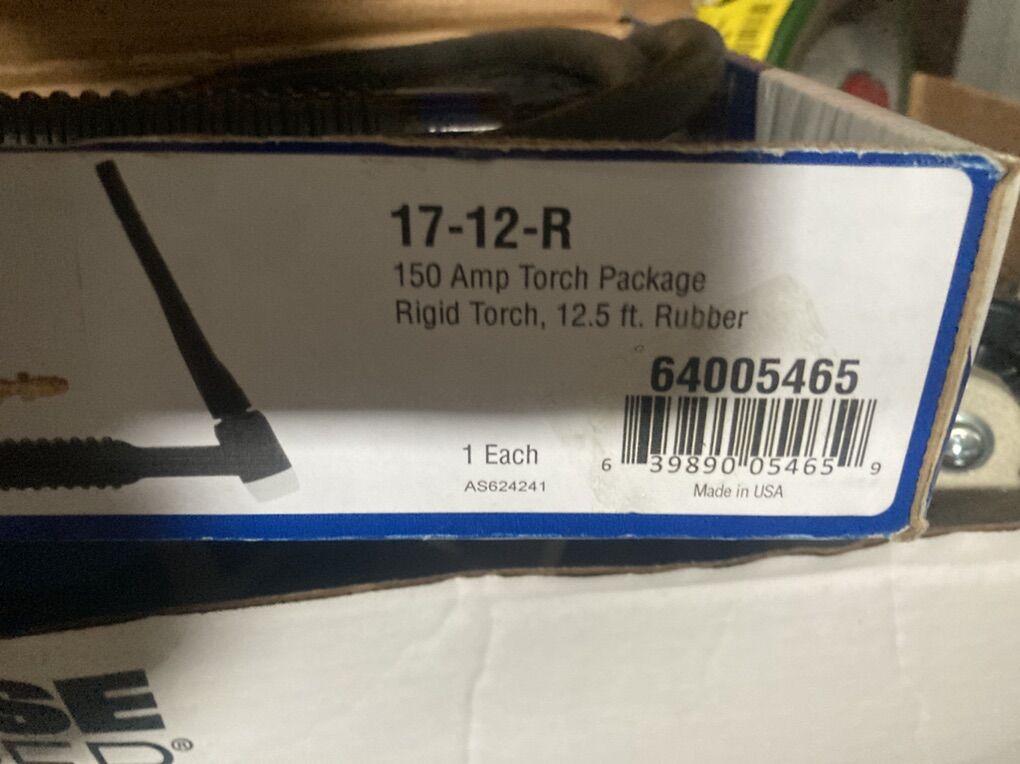 17-12-R
150 Amp Torch Package
Rigid Torch, 12.5 ft. Rubber
64005465
1 Each
AS624241
6 39890 05465 9
Made in USA
SE
®